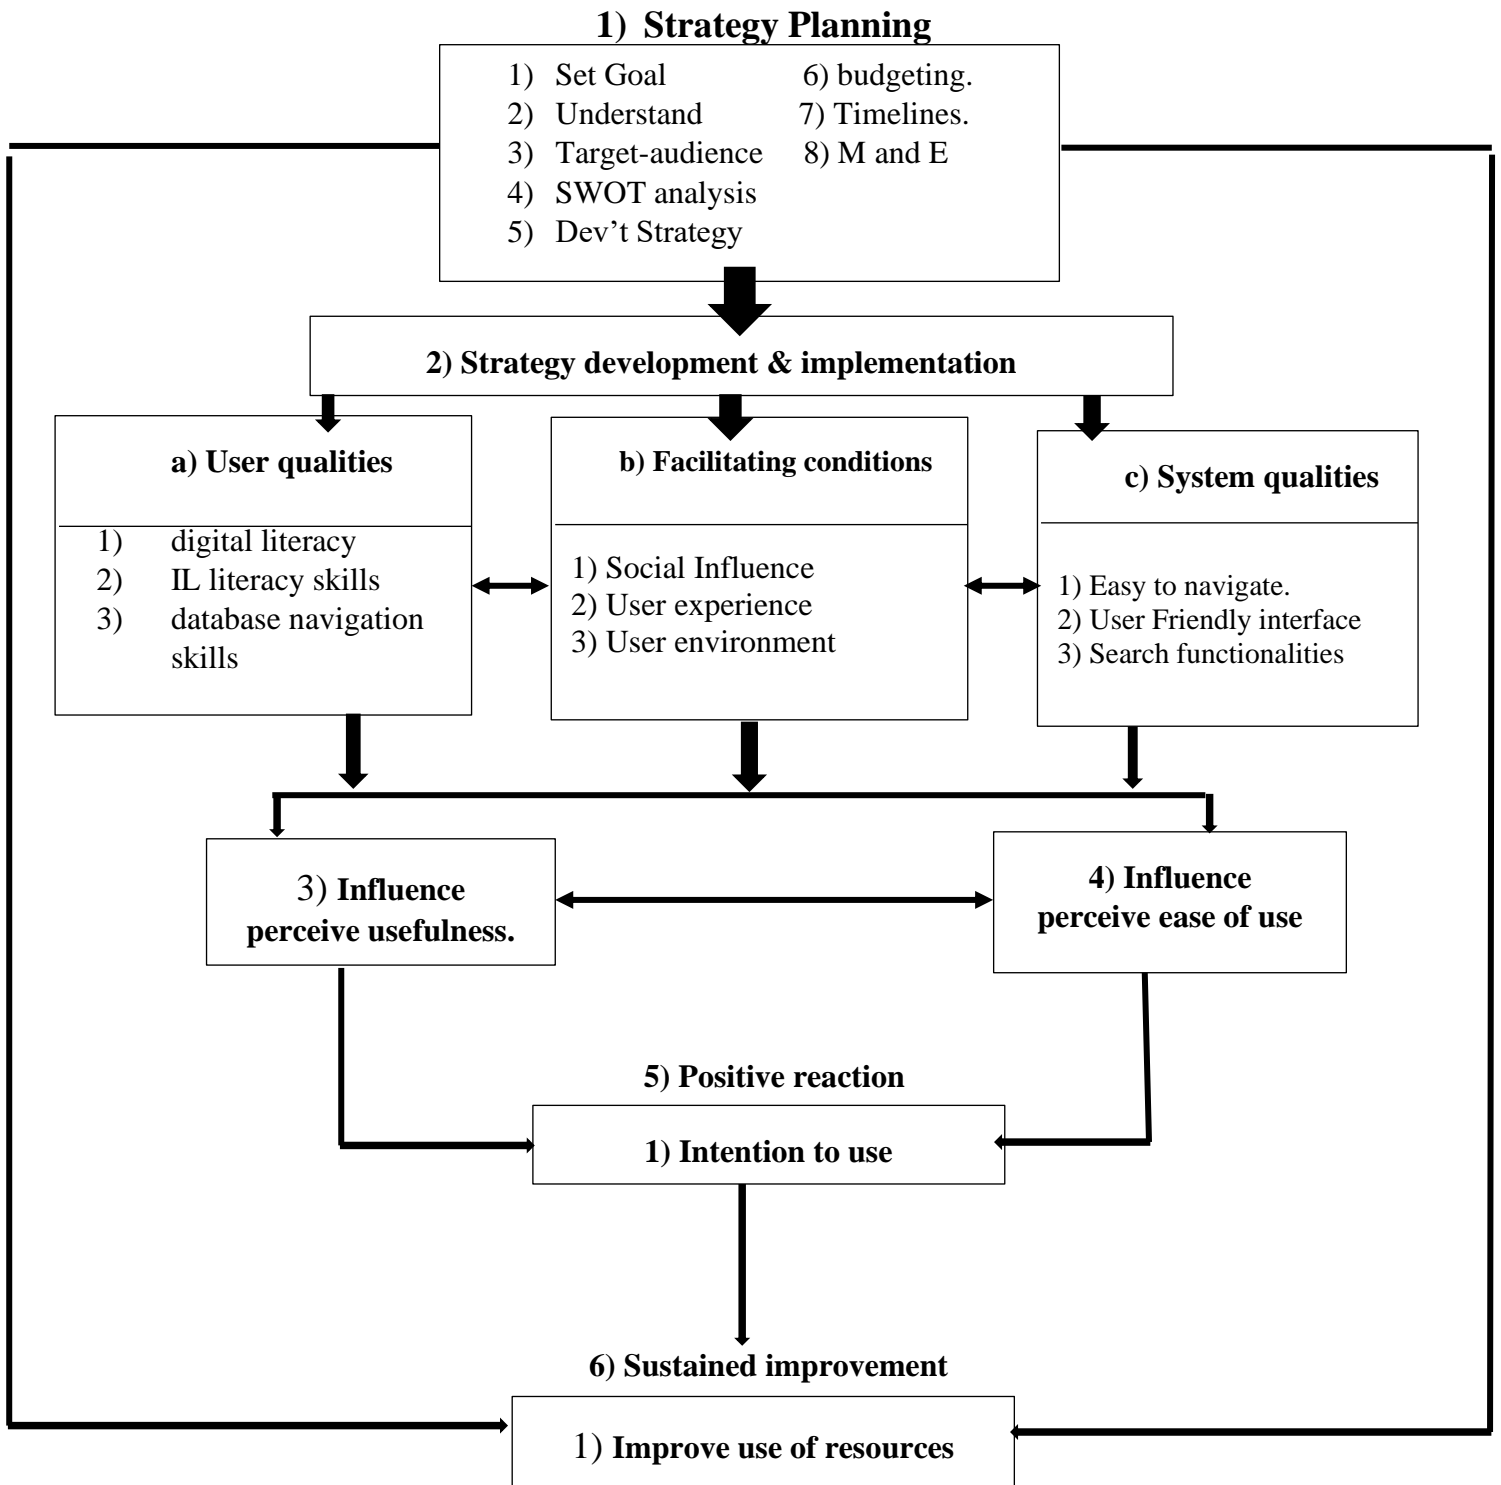 1) Strategy Planning
1) Set Goal
2) Understand
3) Target-audience
4) SWOT analysis
5) Dev’t Strategy
6) budgeting.
7) Timelines.
8) M and E
2) Strategy development & implementation
a) User qualities
1) digital literacy
2) IL literacy skills
3) database navigation
skills
b) Facilitating conditions
1) Social Influence
2) User experience
3) User environment
c) System qualities
1) Easy to navigate.
2) User Friendly interface
3) Search functionalities
3) Influence
perceive usefulness.
4) Influence
perceive ease of use
5) Positive reaction
1) Intention to use
6) Sustained improvement
1) Improve use of resources